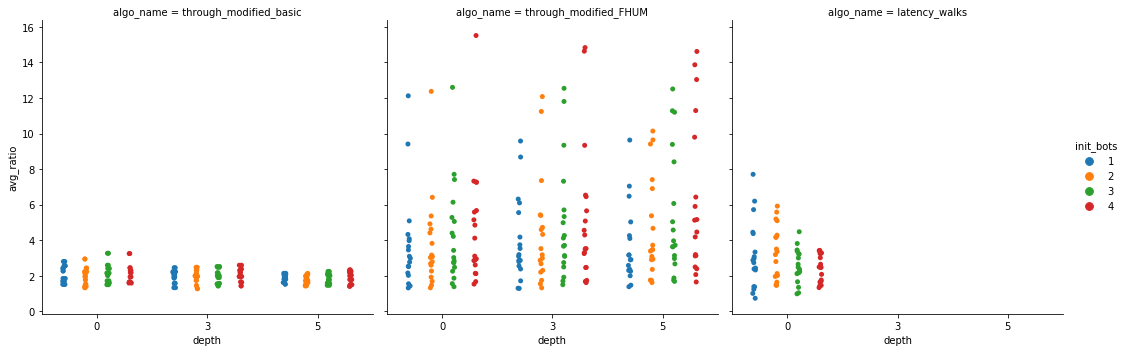 algo_name = through_modified_basic
algo_name = through_modified_FHUM
algo_name = latency_walks
avg_ratio
16
14
12
10
8
6
4
2
0
0 3 5
depth
0 3 5
depth
0 3 5
depth
init_bots
1
2
3
4